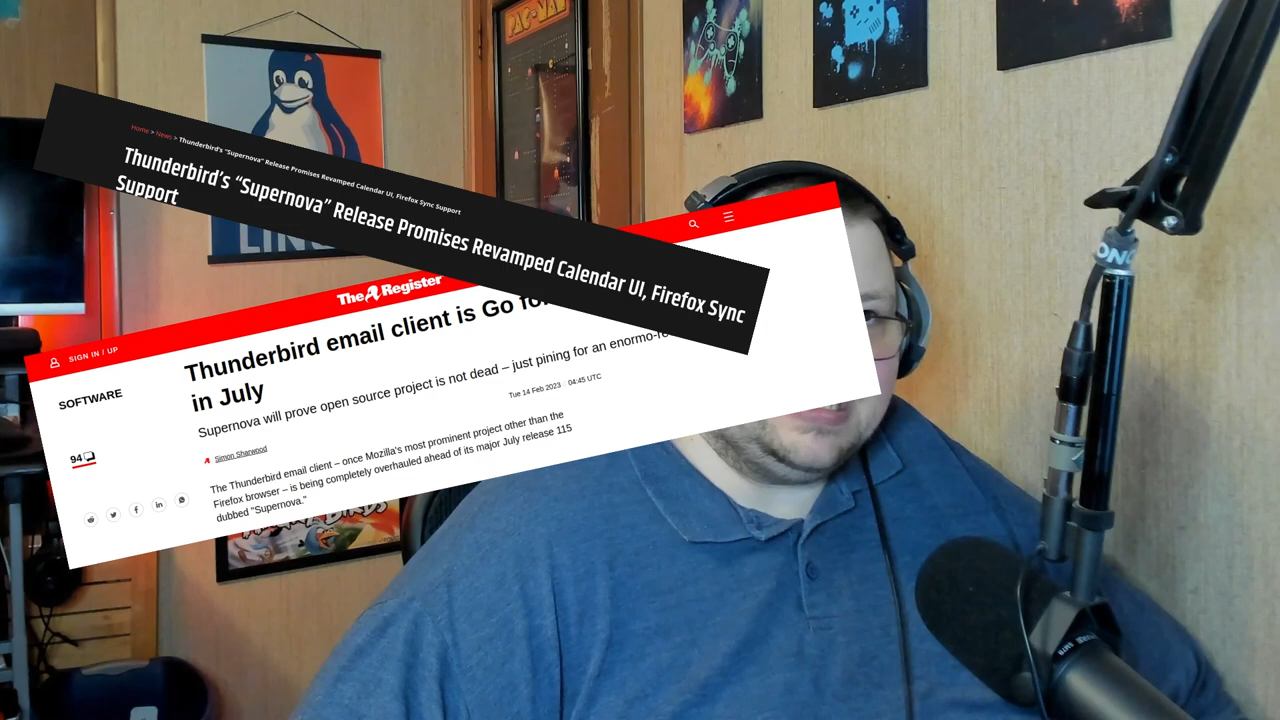 PAC-MAN
Home > News > Thunderbird's "Supernova" Release Promises Revamped Calendar UI, Firefox Sync Support
Thunderbird's “Supernova” Release Promises Revamped Calendar UI, Firefox Sync
Support
The Register
SIGN IN / UP
Thunderbird email client is Go for
in July
SOFTWARE
Supernova will prove open source project is not dead – just pining for an enormo-re
Tue 14 Feb 2023 04:45 UTC
94
Simon Sharwood
The Thunderbird email client – once Mozilla's most prominent project other than the
Firefox browser – is being completely overhauled ahead of its major July release 115
dubbed "Supernova."